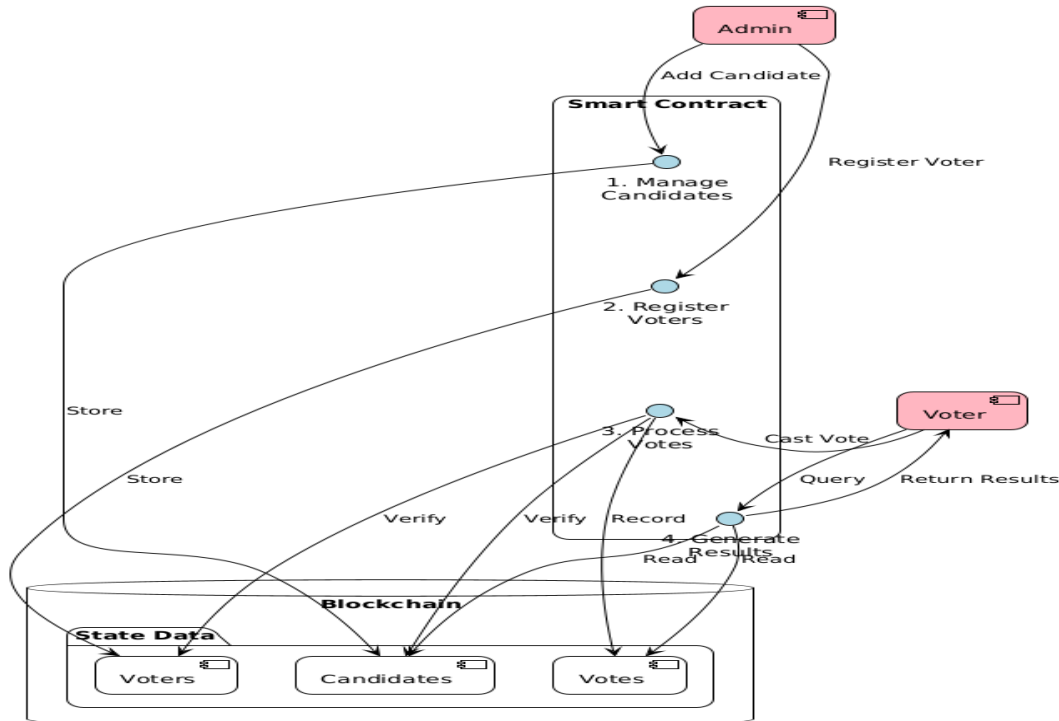 Admin
Add Candidate
Smart Contract
Register Voter
1. Manage
Candidates
2. Register
Voters
Store
3. Process
Votes
Cast Vote
Voter
Store
Query
Return Results
Verify
Verify
Record
4. Generate
Results
Read
Read
Blockchain
State Data
Voters
Candidates
Votes